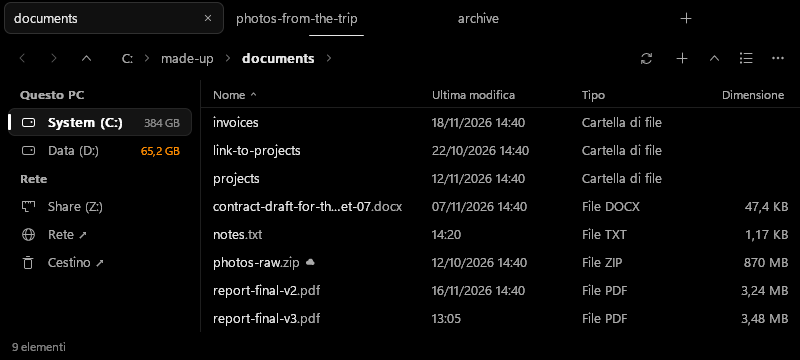 documents × photos-from-the-trip archive +
C: > made-up > documents >
Questo PC
System (C:) 384 GB
Data (D:) 65,2 GB
Rete
Share (Z:)
Rete ↗
Cestino ↗
Nome Ultima modifica Tipo Dimensione
invoices 18/11/2026 14:40 Cartella di file
link-to-projects 22/10/2026 14:40 Cartella di file
projects 12/11/2026 14:40 Cartella di file
contract-draft-for-th...et-07.docx 07/11/2026 14:40 File DOCX 47,4 KB
notes.txt 14:20 File TXT 1,17 KB
photos-raw.zip 12/10/2026 14:40 File ZIP 870 MB
report-final-v2.pdf 16/11/2026 14:40 File PDF 3,24 MB
report-final-v3.pdf 13:05 File PDF 3,48 MB
9 elementi